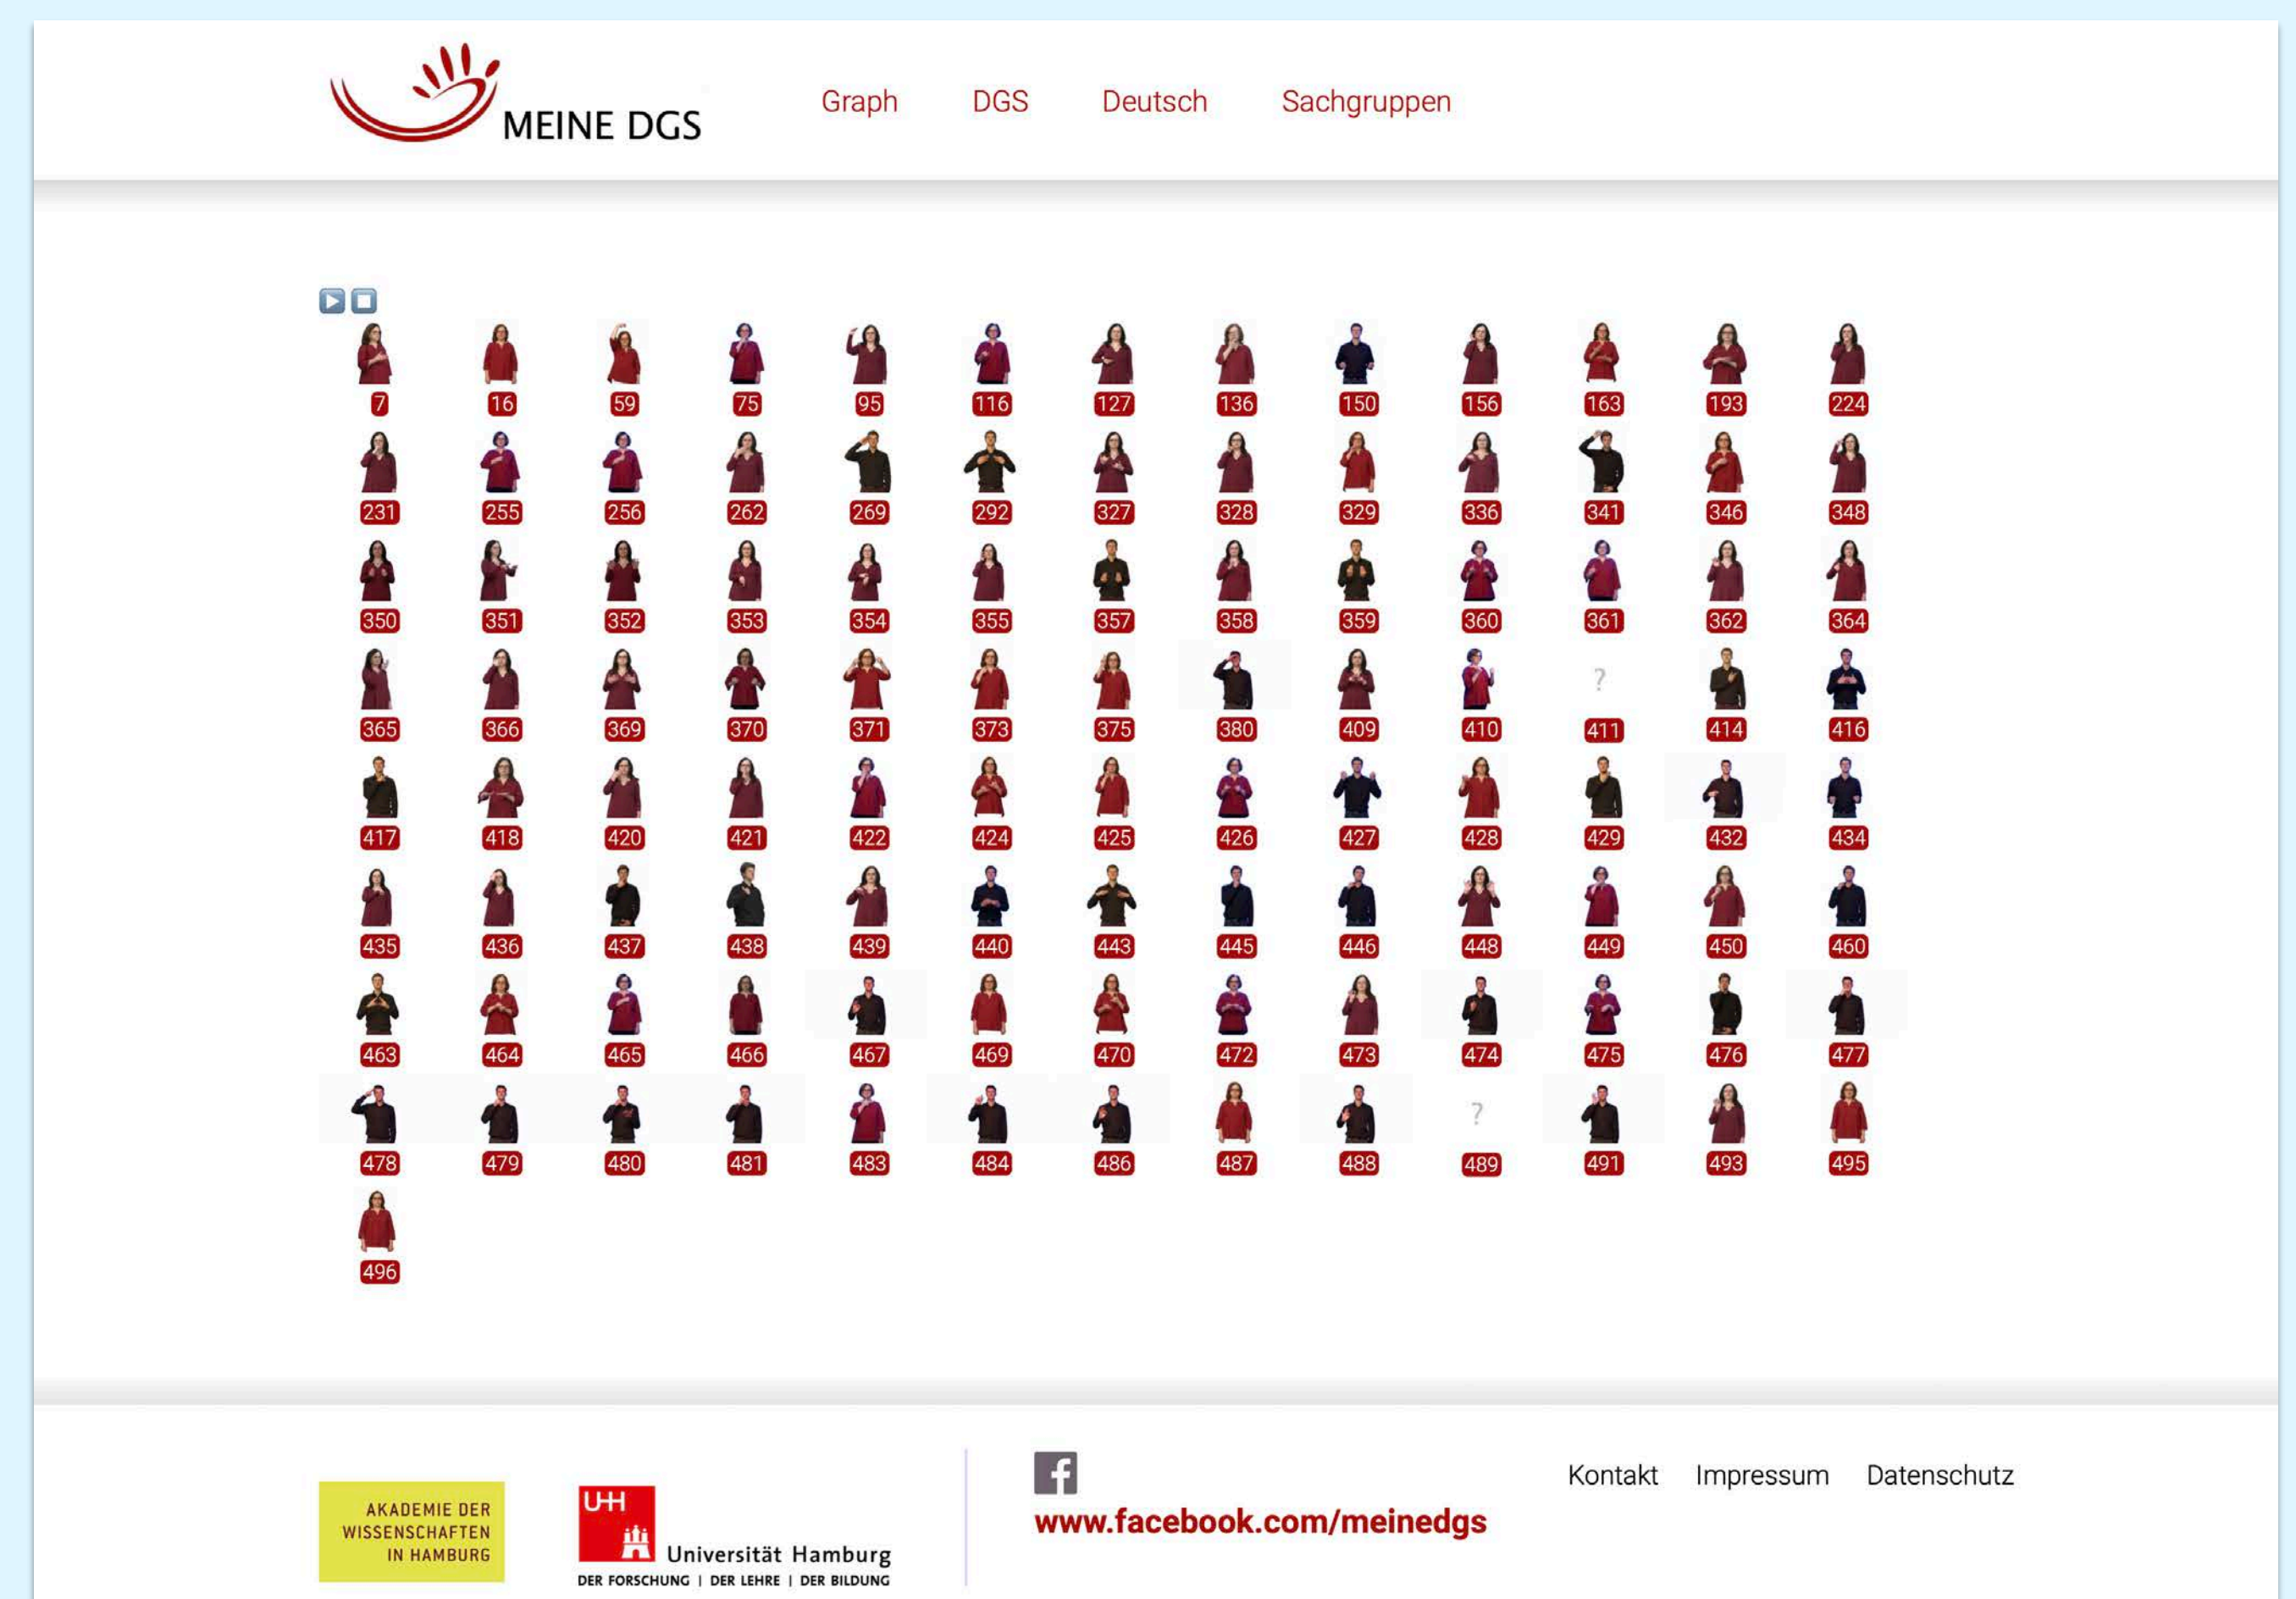 MEINE DGS
Graph DGS Deutsch Sachgruppen
7 16 59 75 95 116 127 136 150 156 163 193 224
231 255 256 262 269 292 327 328 329 336 341 346 348
350 351 352 353 354 355 357 358 359 360 361 362 364
365 366 369 370 371 373 375 380 409 410 411 414 416
?
417 418 420 421 422 424 425 426 427 428 429 432 434
435 436 437 438 439 440 443 445 446 448 449 450 460
463 464 465 466 467 469 470 472 473 474 475 476 477
?
478 479 480 481 483 484 486 487 488 489 491 493 495
496
AKADEMIE DER
WISSENSCHAFTEN
IN HAMBURG
UHH
Universität Hamburg
DER FORSCHUNG | DER LEHRE | DER BILDUNG
f
www.facebook.com/meinedgs
Kontakt Impressum Datenschutz